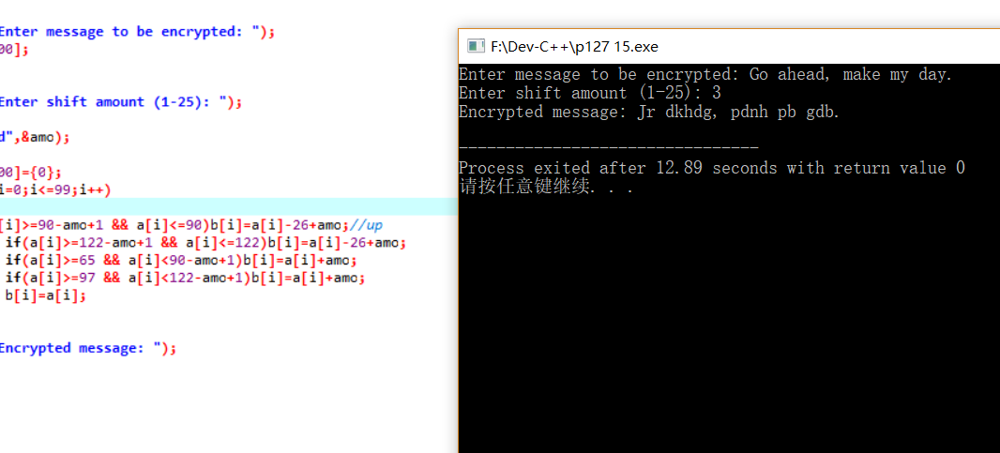 Enter message to be encrypted: ");
00];
Enter shift amount (1-25): ");
d",&amo);
00]={0};
i=0;i<=99;i++)
[i]>=90-amo+1 && a[i]<=90)b[i]=a[i]-26+amo;//up
if(a[i]>=122-amo+1 && a[i]<=122)b[i]=a[i]-26+amo;
if(a[i]>=65 && a[i]<90-amo+1)b[i]=a[i]+amo;
if(a[i]>=97 && a[i]<122-amo+1)b[i]=a[i]+amo;
b[i]=a[i];
Encrypted message: ");
F:\Dev-C++\p127 15.exe
Enter message to be encrypted: Go ahead, make my day.
Enter shift amount (1-25): 3
Encrypted message: Jr dkhdg, pdnh pb gdb.
--------------------------------
Process exited after 12.89 seconds with return value 0
请按任意键继续. . .